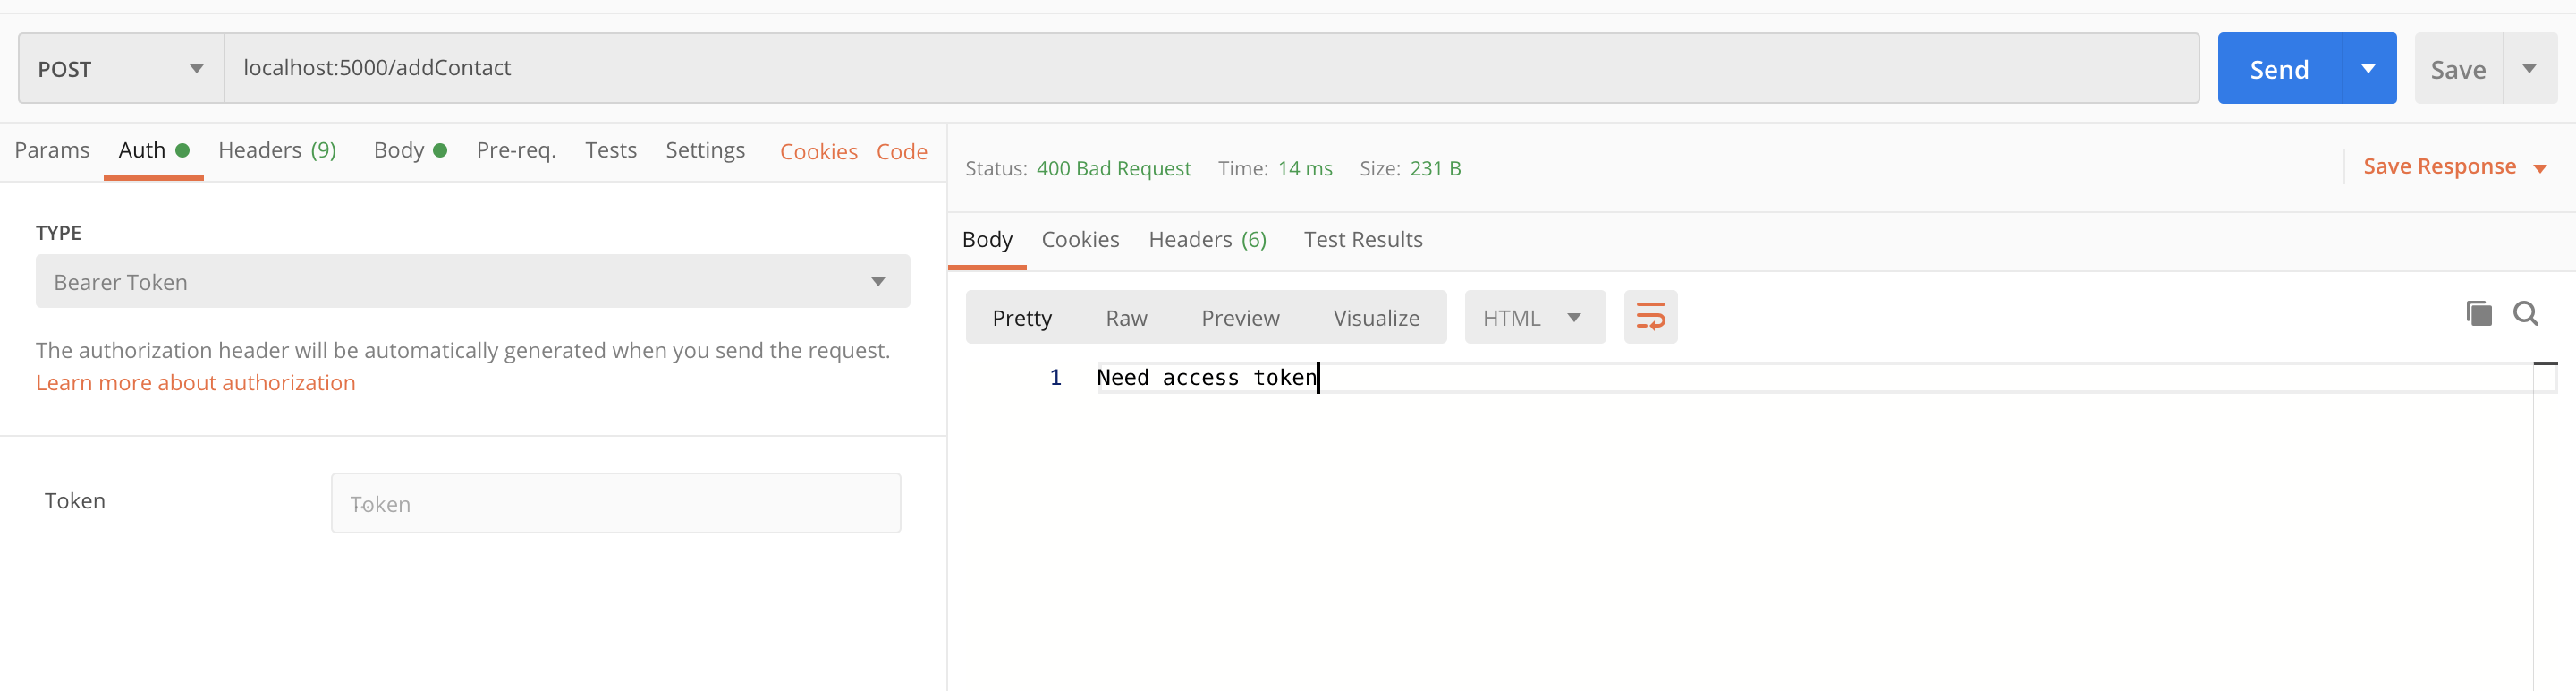 POST localhost:5000/addContact Send Save
Params Auth Headers (9) Body Pre-req. Tests Settings Cookies Code
Status: 400 Bad Request Time: 14 ms Size: 231 B Save Response
TYPE
Bearer Token
The authorization header will be automatically generated when you send the request.
Learn more about authorization
Token Token
Body Cookies Headers (6) Test Results
Pretty Raw Preview Visualize HTML
1 Need access token